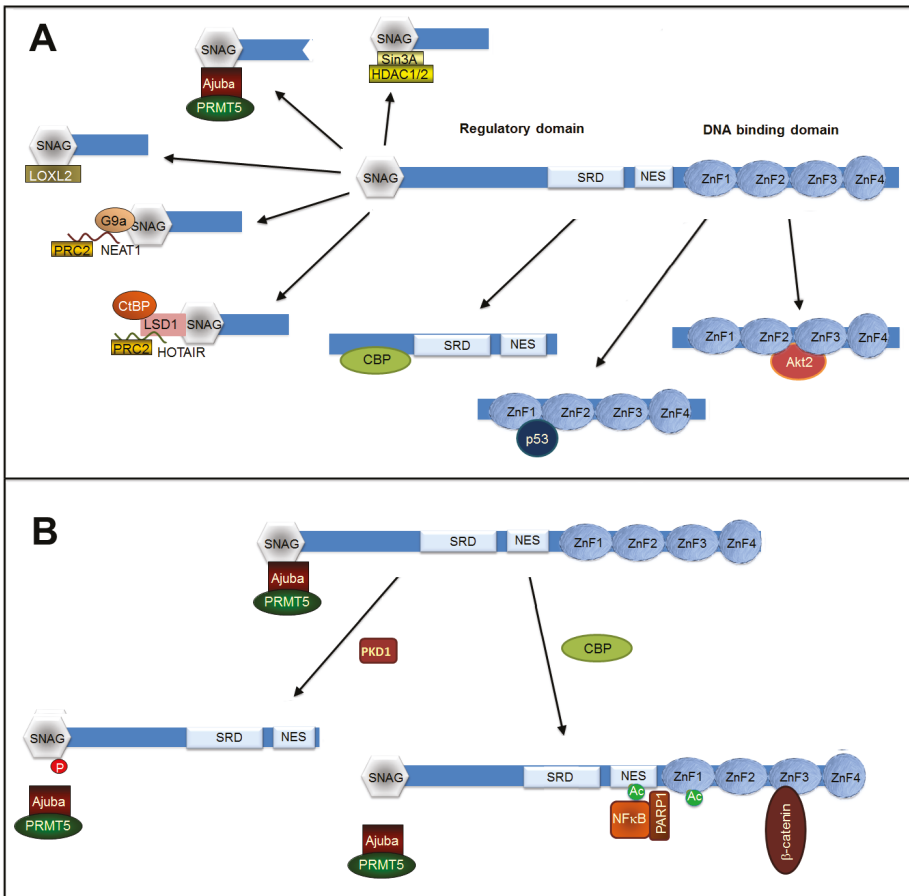 A
SNAG
Ajuba
PRMT5
SNAG
Sin3A
HDAC1/2
Regulatory domain
DNA binding domain
SNAG
LOXL2
SNAG
SRD
NES
ZnF1
ZnF2
ZnF3
ZnF4
G9a
SNAG
PRC2
NEAT1
CtBP
LSD1
SNAG
PRC2
HOTAIR
SRD
NES
CBP
ZnF1
ZnF2
ZnF3
ZnF4
Akt2
ZnF1
ZnF2
ZnF3
ZnF4
p53
B
SNAG
SRD
NES
ZnF1
ZnF2
ZnF3
ZnF4
Ajuba
PRMT5
PKD1
CBP
SNAG
SRD
NES
P
Ajuba
PRMT5
SNAG
SRD
NES
ZnF1
ZnF2
ZnF3
ZnF4
Ac
Ac
NFκB
PARP1
β-catenin
Ajuba
PRMT5